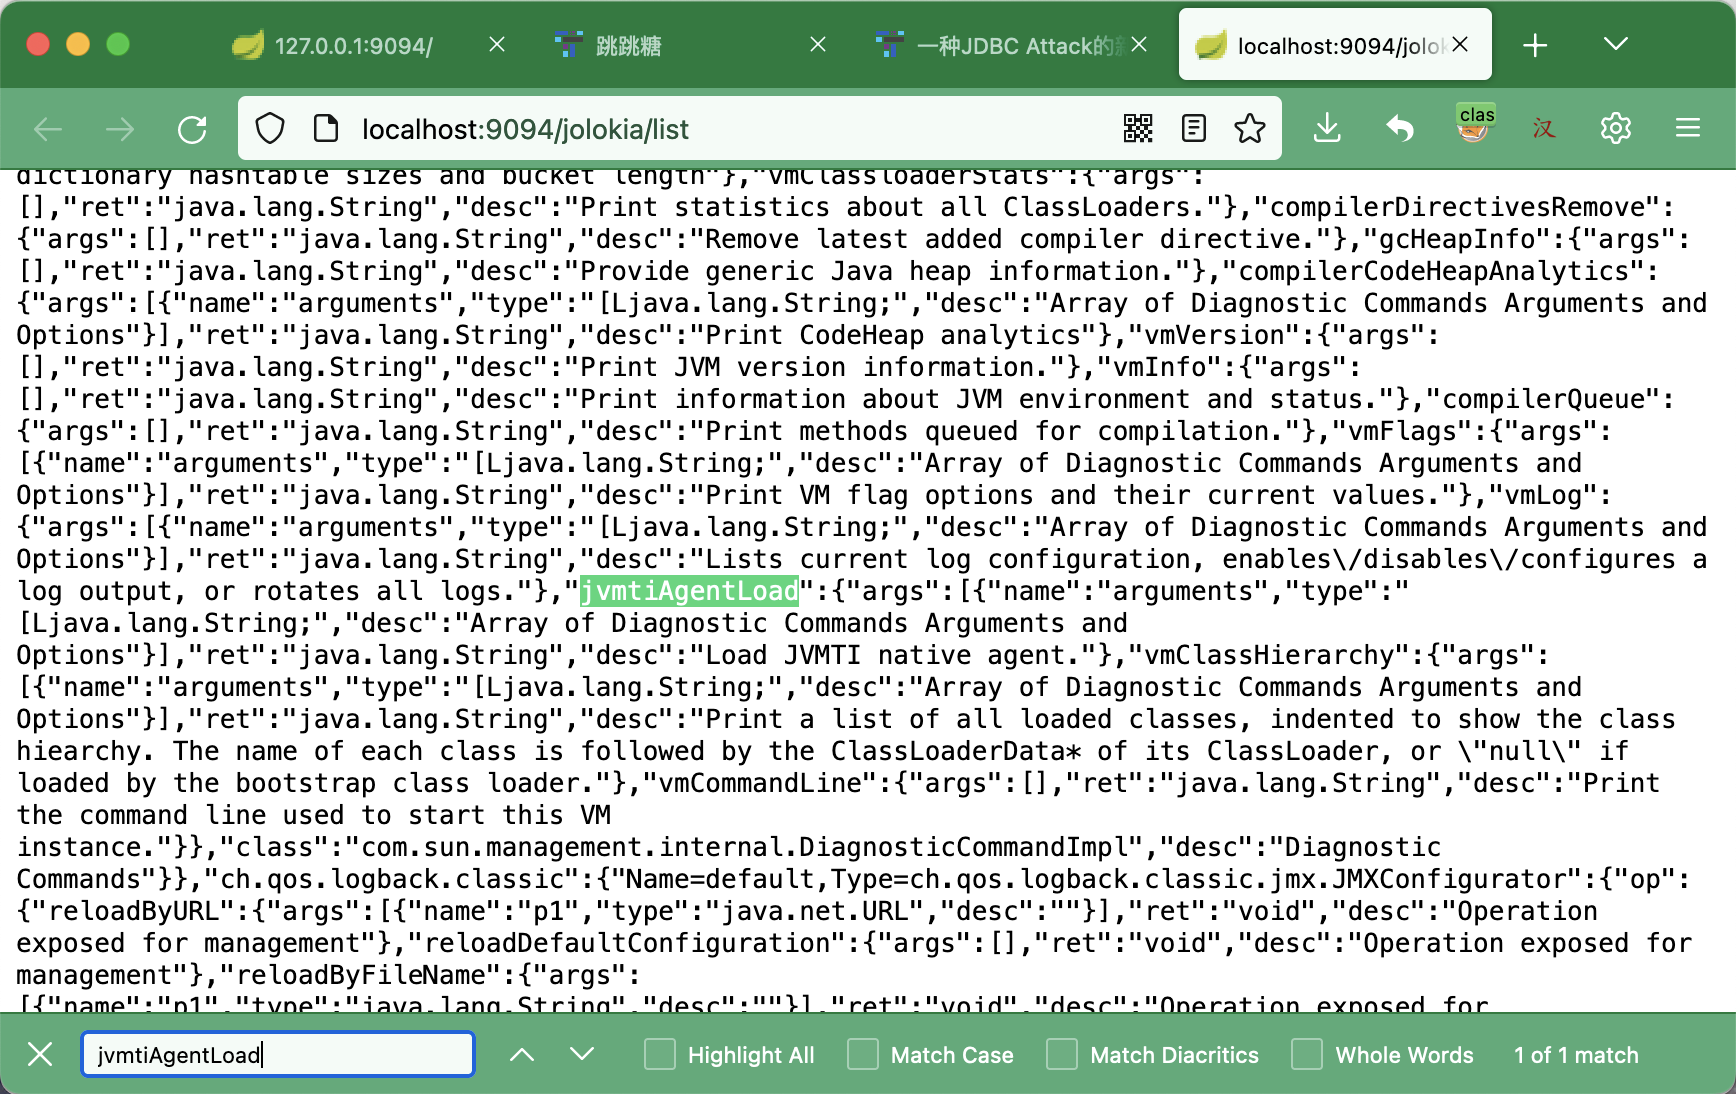 127.0.0.1:9094/
跳跳糖
一种JDBC Attack的新
localhost:9094/jolok
localhost:9094/jolokia/list
clas
汉
dictionary hashtable sizes and bucket length"},"vmClassloaderStats":{"args":
[],"ret":"java.lang.String","desc":"Print statistics about all ClassLoaders."},"compilerDirectivesRemove":
{"args":[],"ret":"java.lang.String","desc":"Remove latest added compiler directive."},"gcHeapInfo":{"args":
[],"ret":"java.lang.String","desc":"Provide generic Java heap information."},"compilerCodeHeapAnalytics":
{"args":[{"name":"arguments","type":"[Ljava.lang.String;","desc":"Array of Diagnostic Commands Arguments and
Options"}],"ret":"java.lang.String","desc":"Print CodeHeap analytics"},"vmVersion":{"args":
[],"ret":"java.lang.String","desc":"Print JVM version information."},"vmInfo":{"args":
[],"ret":"java.lang.String","desc":"Print information about JVM environment and status."},"compilerQueue":
{"args":[],"ret":"java.lang.String","desc":"Print methods queued for compilation."},"vmFlags":{"args":
[{"name":"arguments","type":"[Ljava.lang.String;","desc":"Array of Diagnostic Commands Arguments and
Options"}],"ret":"java.lang.String","desc":"Print VM flag options and their current values."},"vmLog":
{"args":[{"name":"arguments","type":"[Ljava.lang.String;","desc":"Array of Diagnostic Commands Arguments and
Options"}],"ret":"java.lang.String","desc":"Lists current log configuration, enables\/disables\/configures a
log output, or rotates all logs."},"jvmtiAgentLoad":{"args":[{"name":"arguments","type":"
[Ljava.lang.String;","desc":"Array of Diagnostic Commands Arguments and
Options"}],"ret":"java.lang.String","desc":"Load JVMTI native agent."},"vmClassHierarchy":{"args":
[{"name":"arguments","type":"[Ljava.lang.String;","desc":"Array of Diagnostic Commands Arguments and
Options"}],"ret":"java.lang.String","desc":"Print a list of all loaded classes, indented to show the class
hiearchy. The name of each class is followed by the ClassLoaderData* of its ClassLoader, or \"null\" if
loaded by the bootstrap class loader."},"vmCommandLine":{"args":[],"ret":"java.lang.String","desc":"Print
the command line used to start this VM
instance."}},"class":"com.sun.management.internal.DiagnosticCommandImpl","desc":"Diagnostic
Commands"}},"ch.qos.logback.classic":{"Name=default,Type=ch.qos.logback.classic.jmx.JMXConfigurator":{"op":
{"reloadByURL":{"args":[{"name":"p1","type":"java.net.URL","desc":""}],"ret":"void","desc":"Operation
exposed for management"},"reloadDefaultConfiguration":{"args":[],"ret":"void","desc":"Operation exposed for
management"},"reloadByFileName":{"args":
[{"name":"p1","type":"java.lang.String","desc":""}],"ret":"void","desc":"Operation exposed for
jvmtiAgentLoad
Highlight All
Match Case
Match Diacritics
Whole Words
1 of 1 match